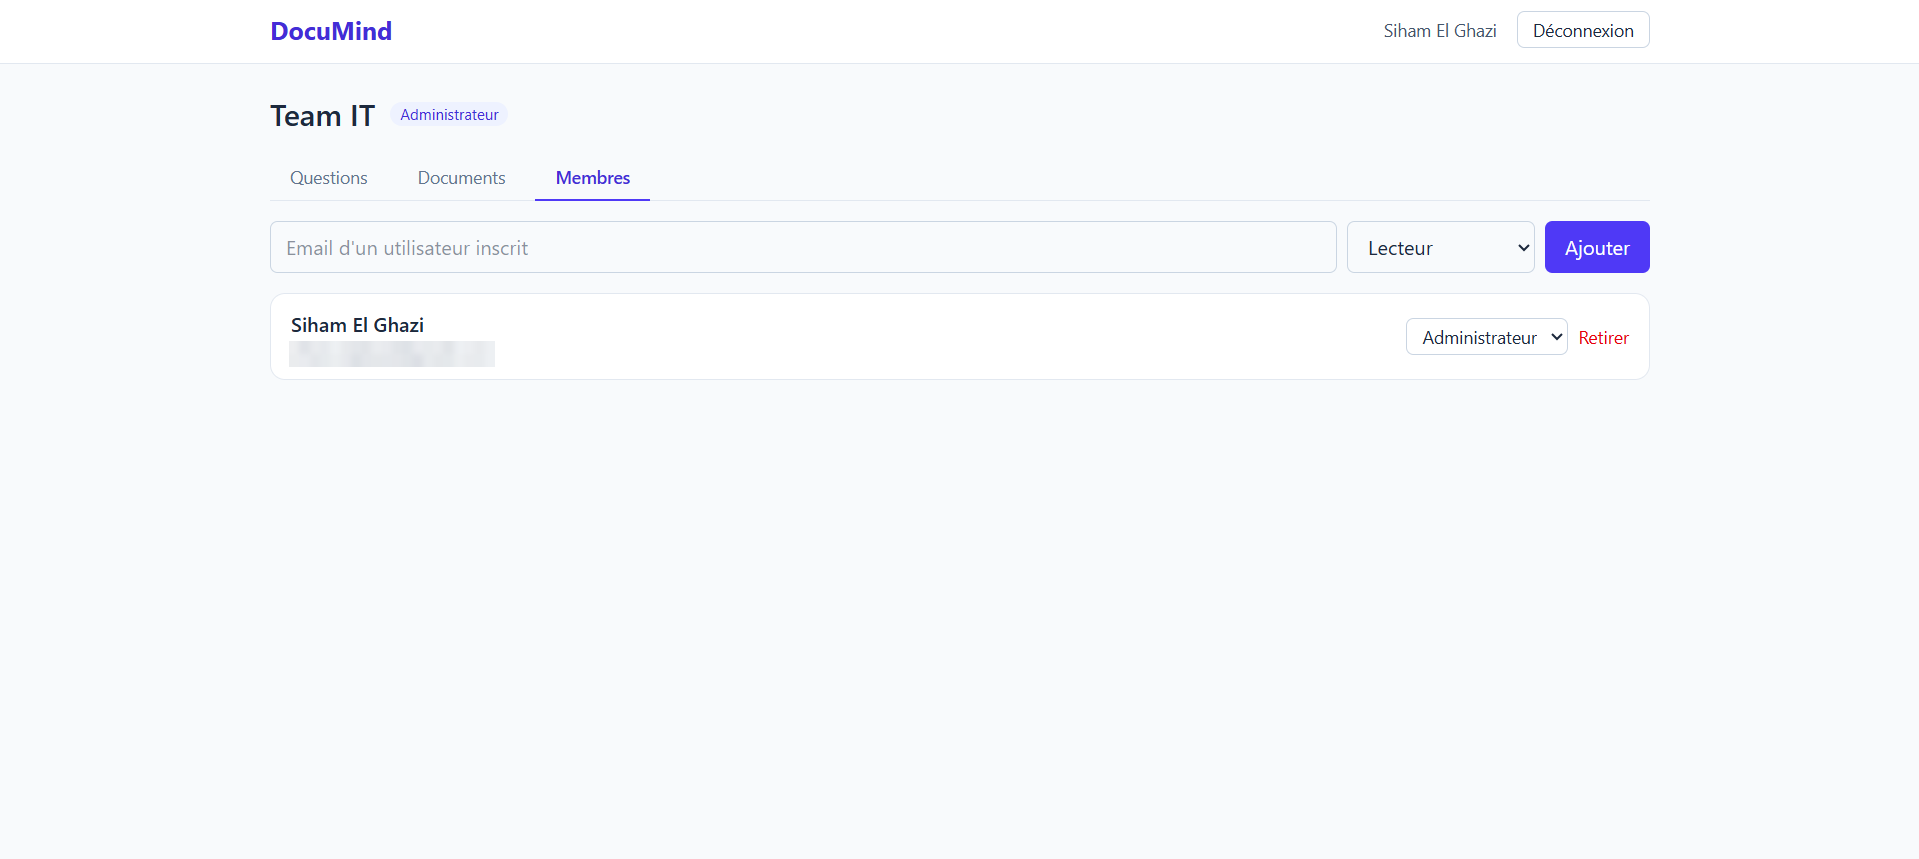 DocuMind
Siham El Ghazi
Déconnexion
Team IT
Administrateur
Questions
Documents
Membres
Email d'un utilisateur inscrit
Lecteur
Ajouter
Siham El Ghazi
Administrateur
Retirer